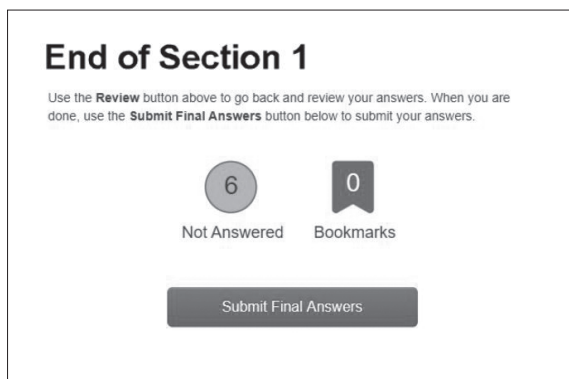 End of Section 1
Use the Review button above to go back and review your answers. When you are
done, use the Submit Final Answers button below to submit your answers.
6
0
Not Answered
Bookmarks
Submit Final Answers